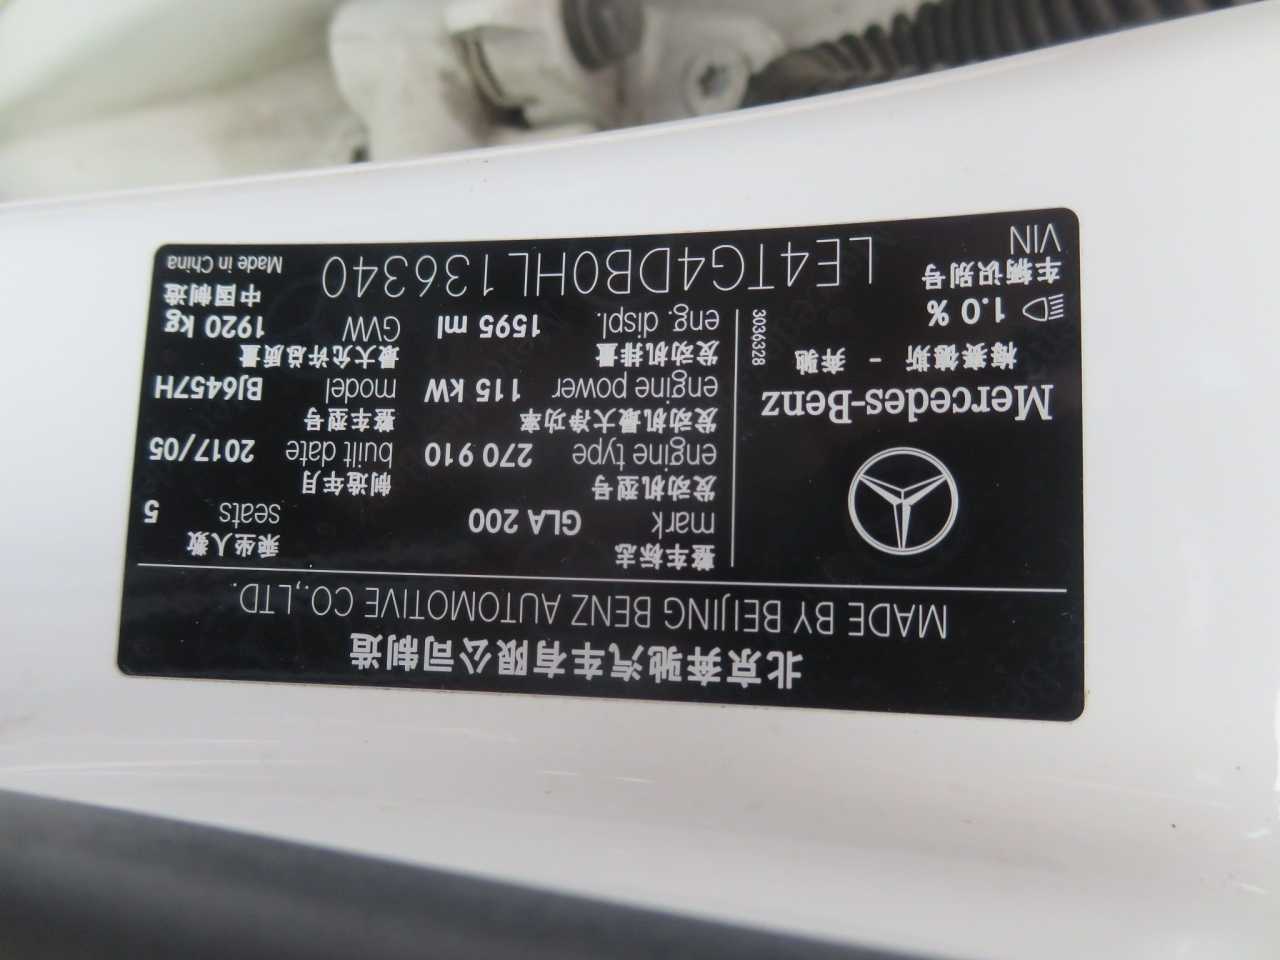 北京奔驰汽车有限公司制造
MADE BY BEIJING BENZ AUTOMOTIVE CO.,LTD.
Mercedes-Benz
梅赛德斯 - 奔驰
1.0 %
3036328
整车标志
mark GLA 200
乘坐人数
seats 5
发动机型号
engine type 270 910
制造年月
built date 2017/05
发动机最大净功率
engine power 115 kW
整车型号
model BJ6457H
发动机排量
eng. displ. 1595 ml
最大允许总质量
GVW 1920 kg
车辆识别号
VIN LE4TG4DB0HL136340
中国制造
Made in China